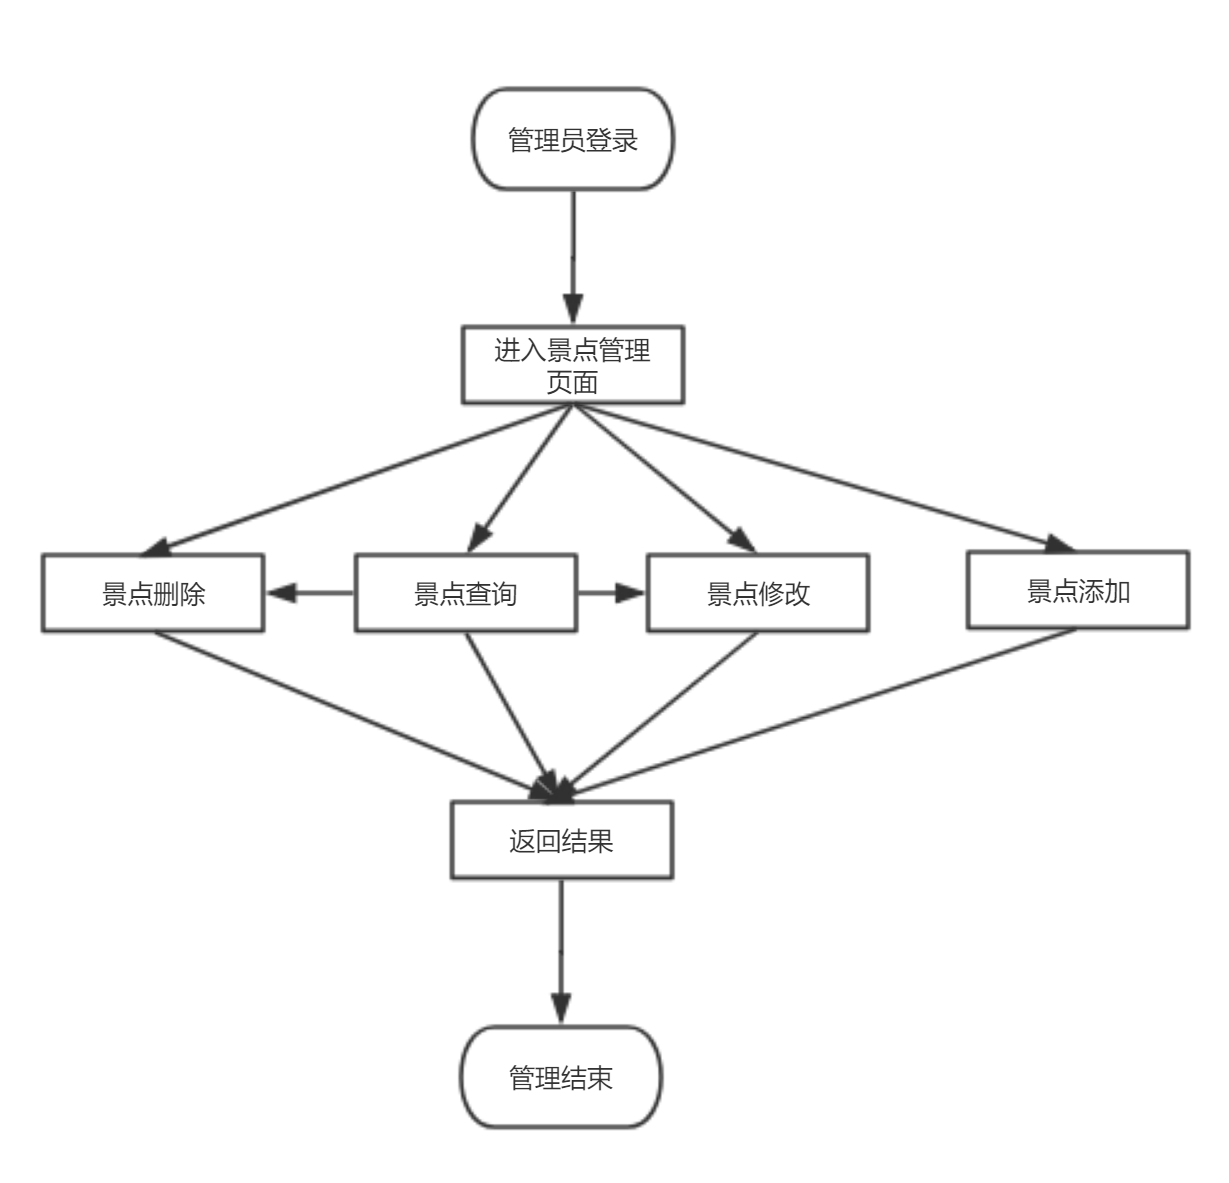 管理员登录
进入景点管理
页面
景点删除
景点查询
景点修改
景点添加
返回结果
管理结束